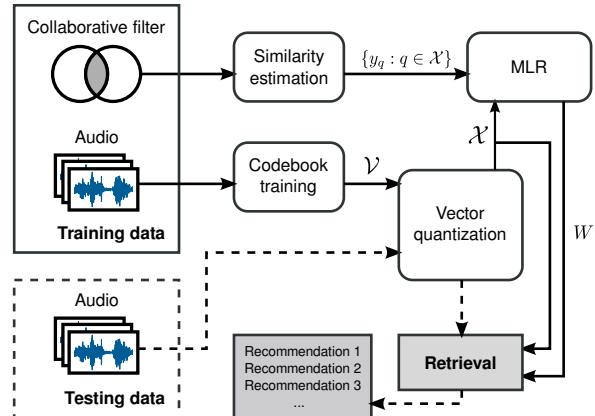 Collaborative filter
Similarity
estimation
{y_q : q ∈ 𝒳}
MLR
Audio
Training data
Codebook
training
𝒱
𝒳
Vector
quantization
W
Audio
Testing data
Recommendation 1
Recommendation 2
Recommendation 3
...
Retrieval